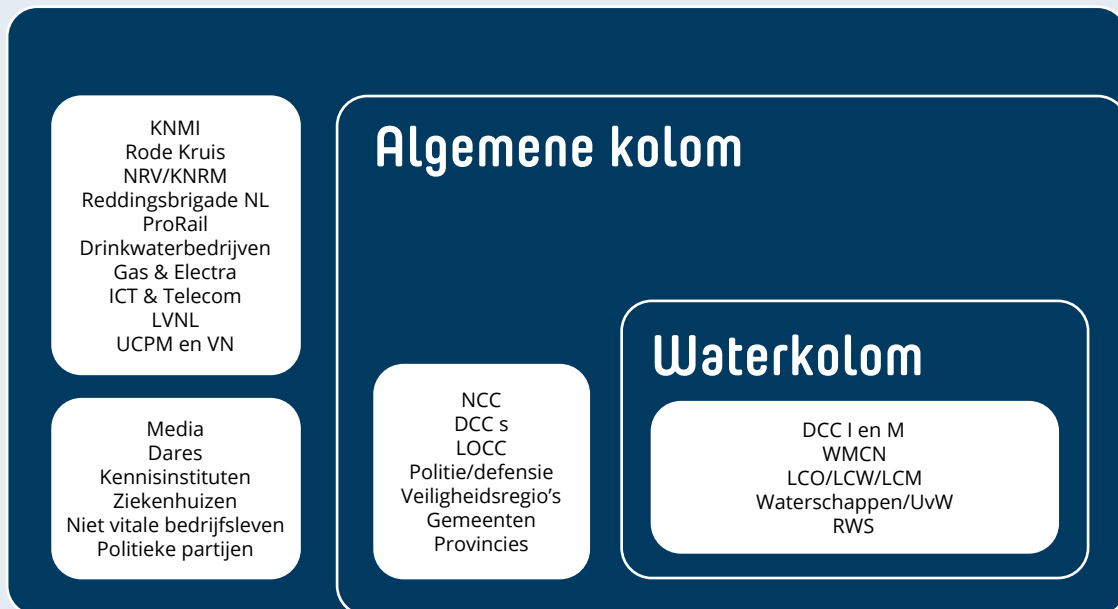 KNMI
Rode Kruis
NRV/KNRM
Reddingsbrigade NL
ProRail
Drinkwaterbedrijven
Gas & Electra
ICT & Telecom
LVNL
UCPM en VN
Media
Dares
Kennisinstituten
Ziekenhuizen
Niet vitale bedrijfsleven
Politieke partijen
Algemene kolom
NCC
DCC s
LOCC
Politie/defensie
Veiligheidsregio’s
Gemeenten
Provincies
Waterkolom
DCC I en M
WMCN
LCO/LCW/LCM
Waterschappen/UvW
RWS